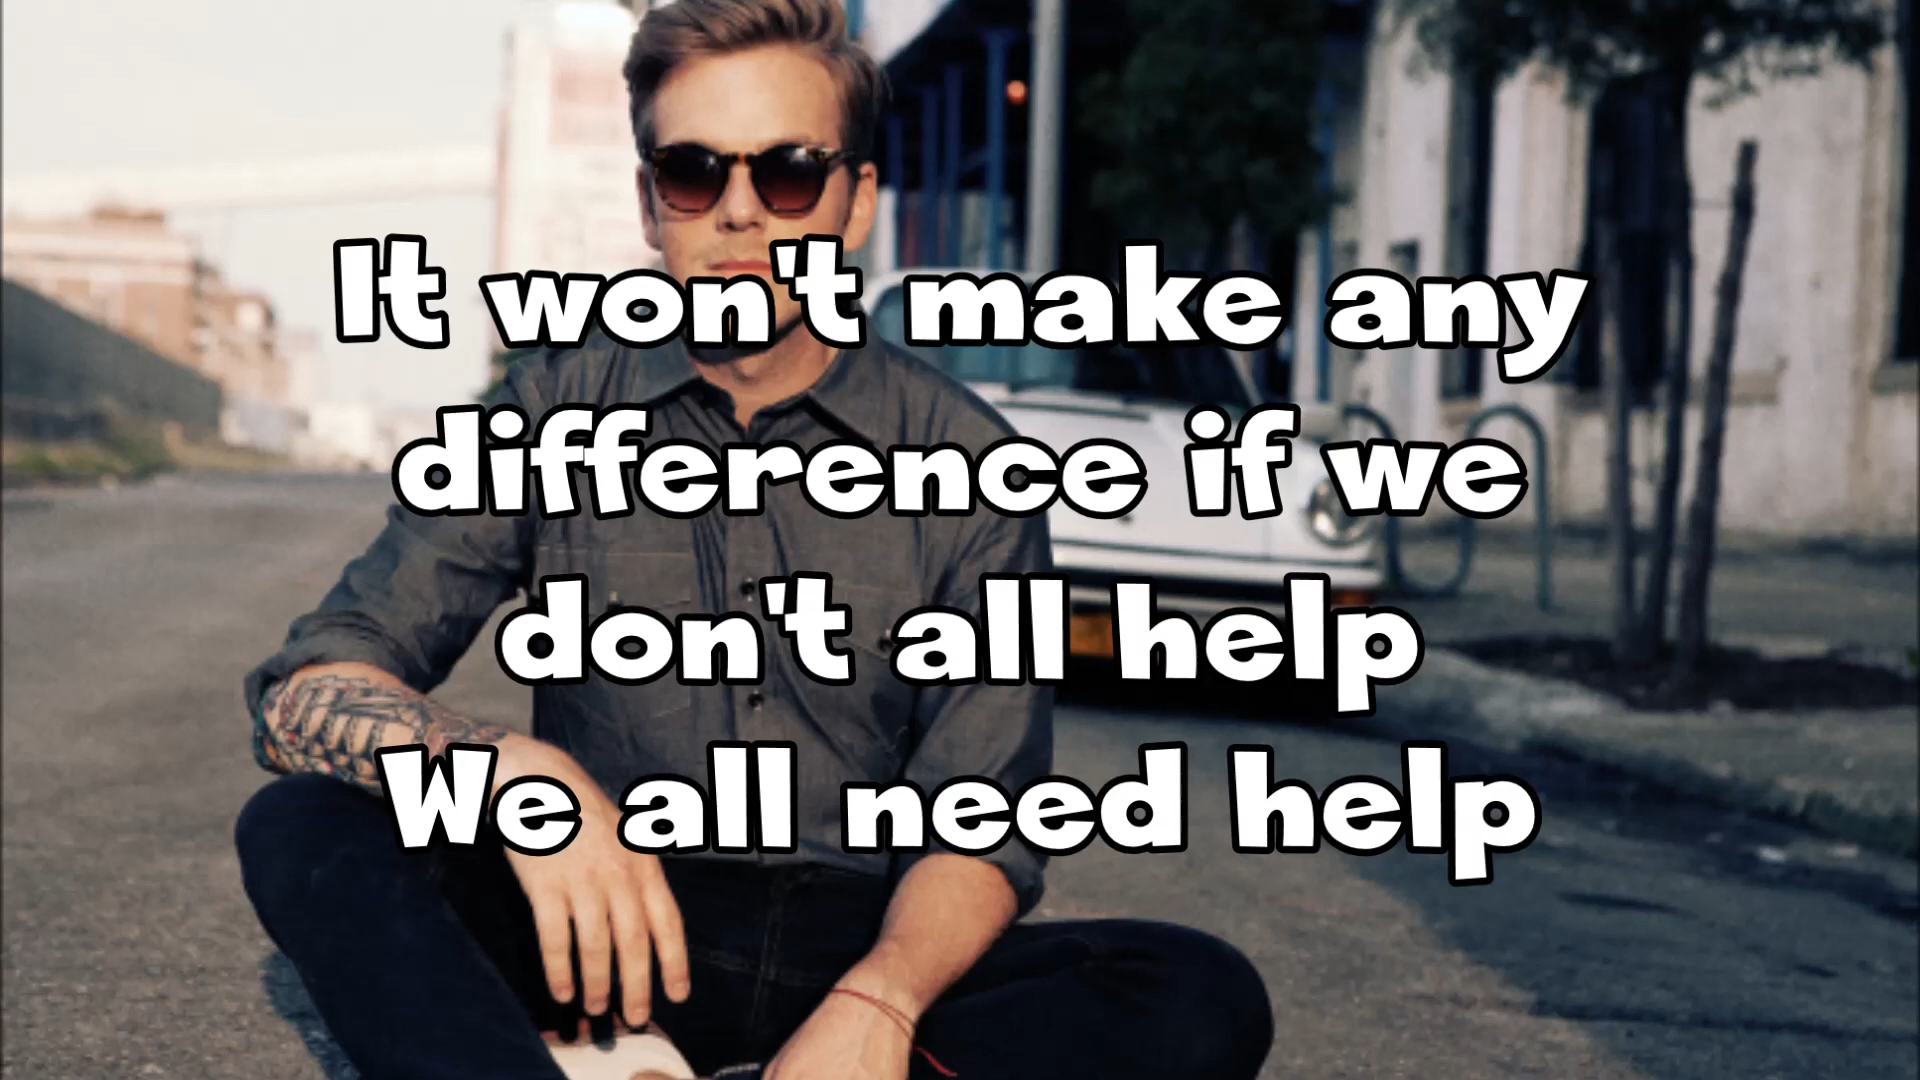 It won't make any
difference if we
don't all help
We all need help